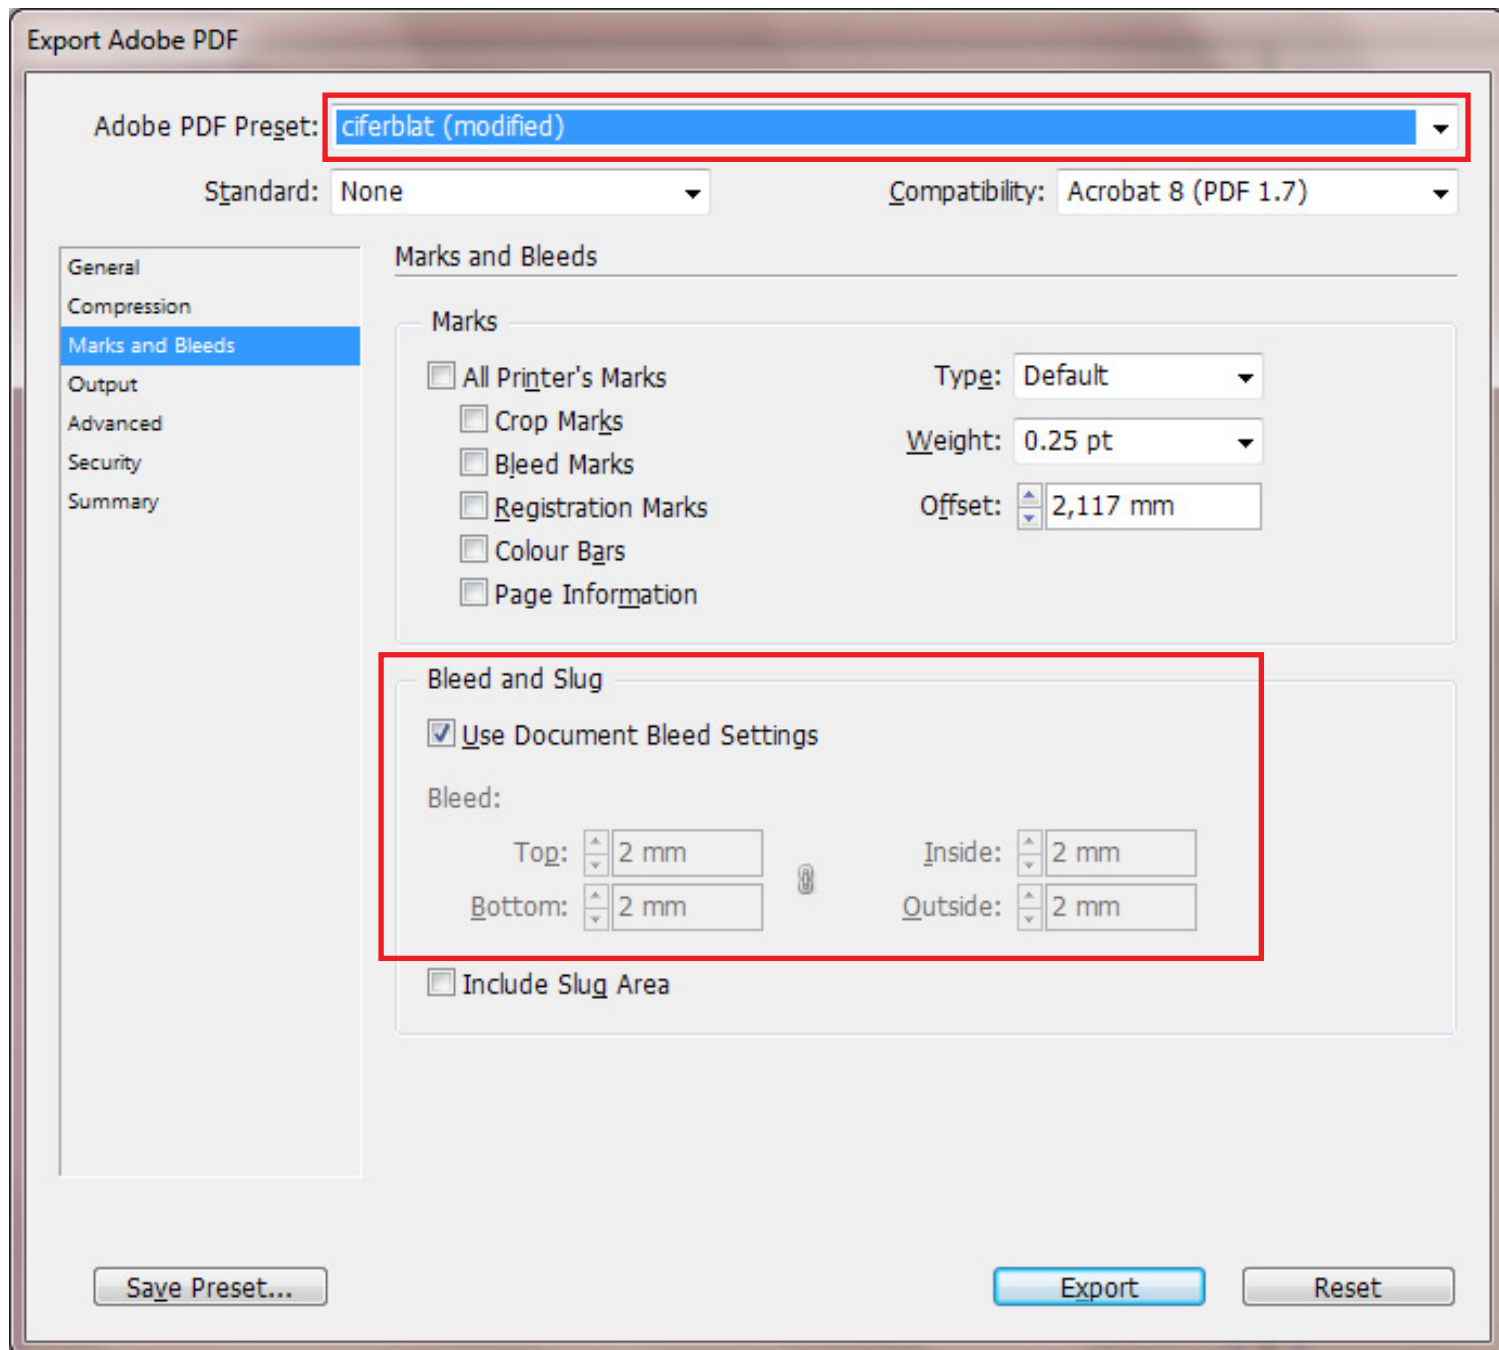 Export Adobe PDF
Adobe PDF Preset: ciferblat (modified)
Standard: None Compatibility: Acrobat 8 (PDF 1.7)
General
Compression
Marks and Bleeds
Output
Advanced
Security
Summary
Marks and Bleeds
Marks
All Printer's Marks
Crop Marks
Bleed Marks
Registration Marks
Colour Bars
Page Information
Type: Default
Weight: 0.25 pt
Offset: 2,117 mm
Bleed and Slug
Use Document Bleed Settings
Bleed:
Top: 2 mm Inside: 2 mm
Bottom: 2 mm Outside: 2 mm
Include Slug Area
Save Preset... Export Reset